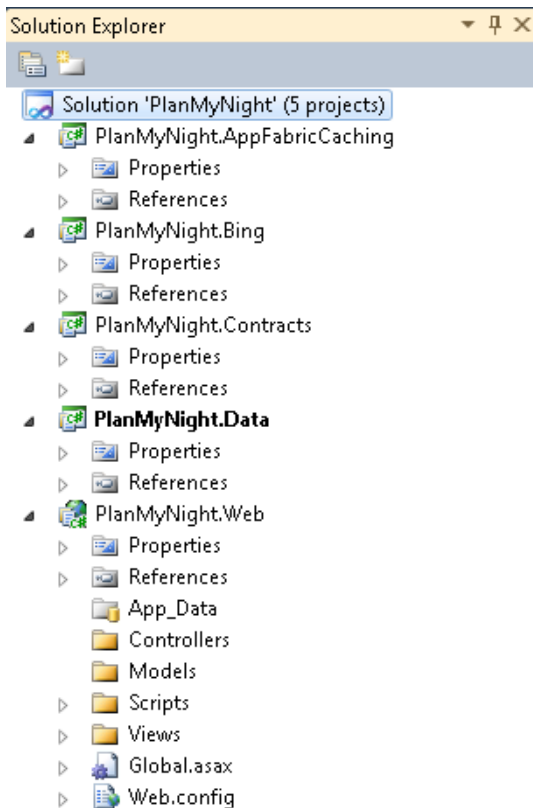 Solution Explorer
Solution 'PlanMyNight' (5 projects)
PlanMyNight.AppFabricCaching
Properties
References
PlanMyNight.Bing
Properties
References
PlanMyNight.Contracts
Properties
References
PlanMyNight.Data
Properties
References
PlanMyNight.Web
Properties
References
App_Data
Controllers
Models
Scripts
Views
Global.asax
Web.config